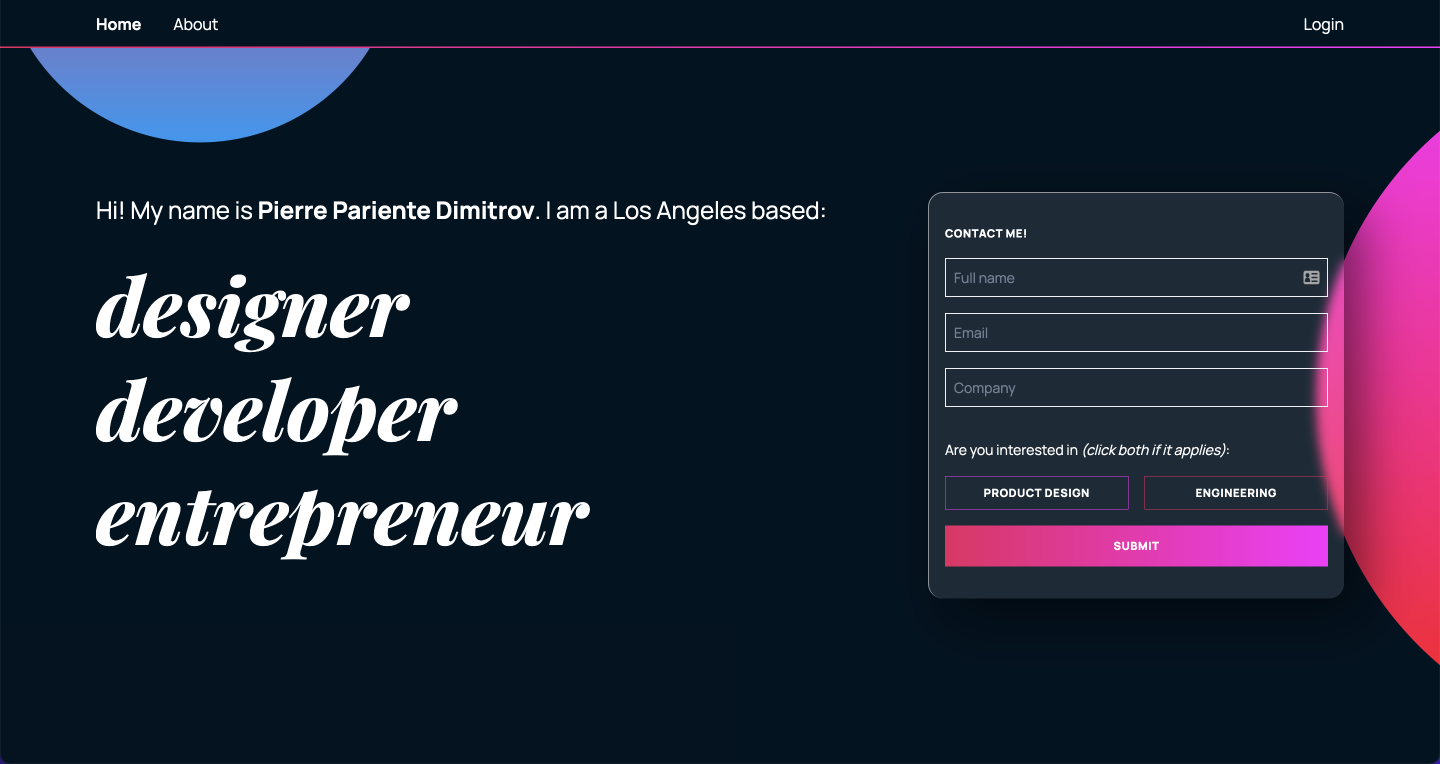 Home About Login
Hi! My name is Pierre Pariente Dimitrov. I am a Los Angeles based:
designer
developer
entrepreneur
CONTACT ME!
Full name
Email
Company
Are you interested in (click both if it applies):
PRODUCT DESIGN ENGINEERING
SUBMIT